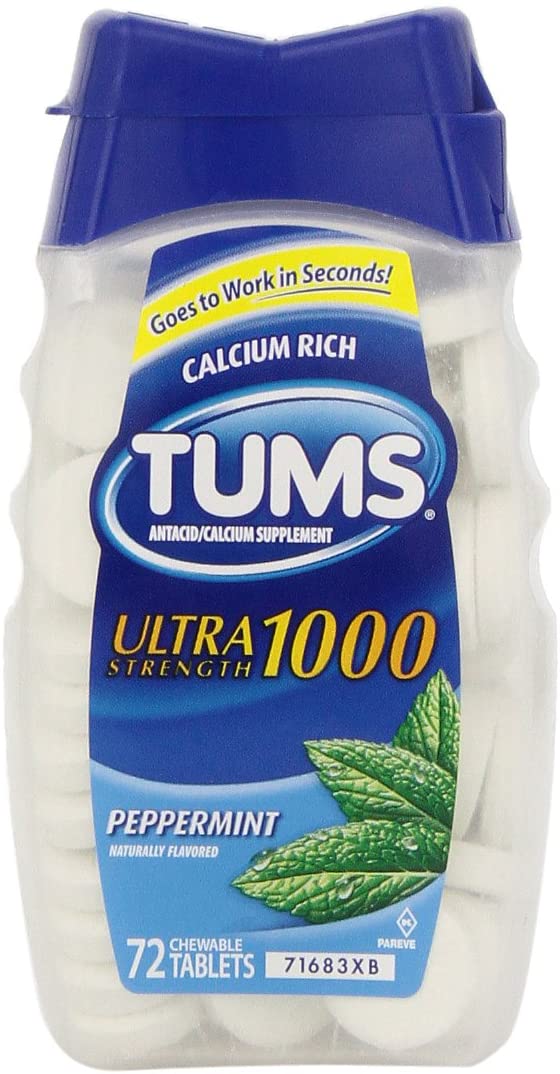 Goes to Work in Seconds!
CALCIUM RICH
TUMS®
ANTACID/CALCIUM SUPPLEMENT
ULTRA 1000
STRENGTH
PEPPERMINT
NATURALLY FLAVORED
72 CHEWABLE
TABLETS
71683XB
PAREVE